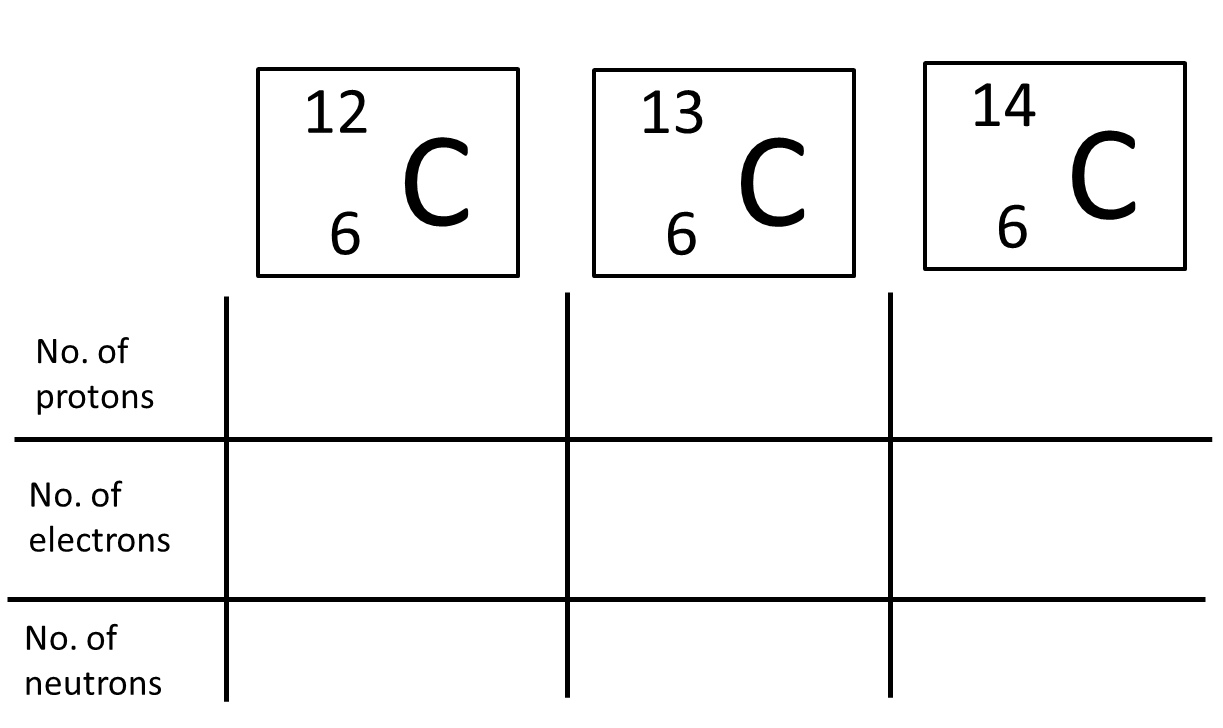 12
C
6
13
C
6
14
C
6
No. of
protons
No. of
electrons
No. of
neutrons